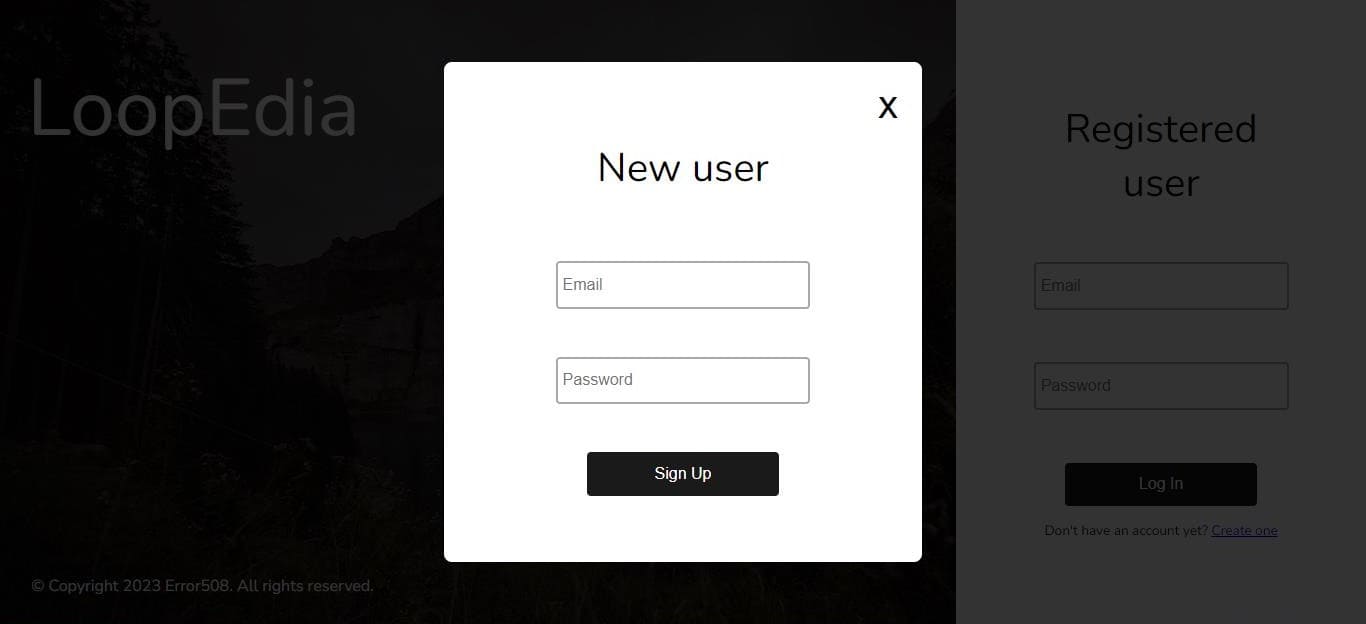 LoopEdia
X
New user
Email
Password
Sign Up
Registered
user
Email
Password
Log In
Don't have an account yet? Create one
© Copyright 2023 Error508. All rights reserved.